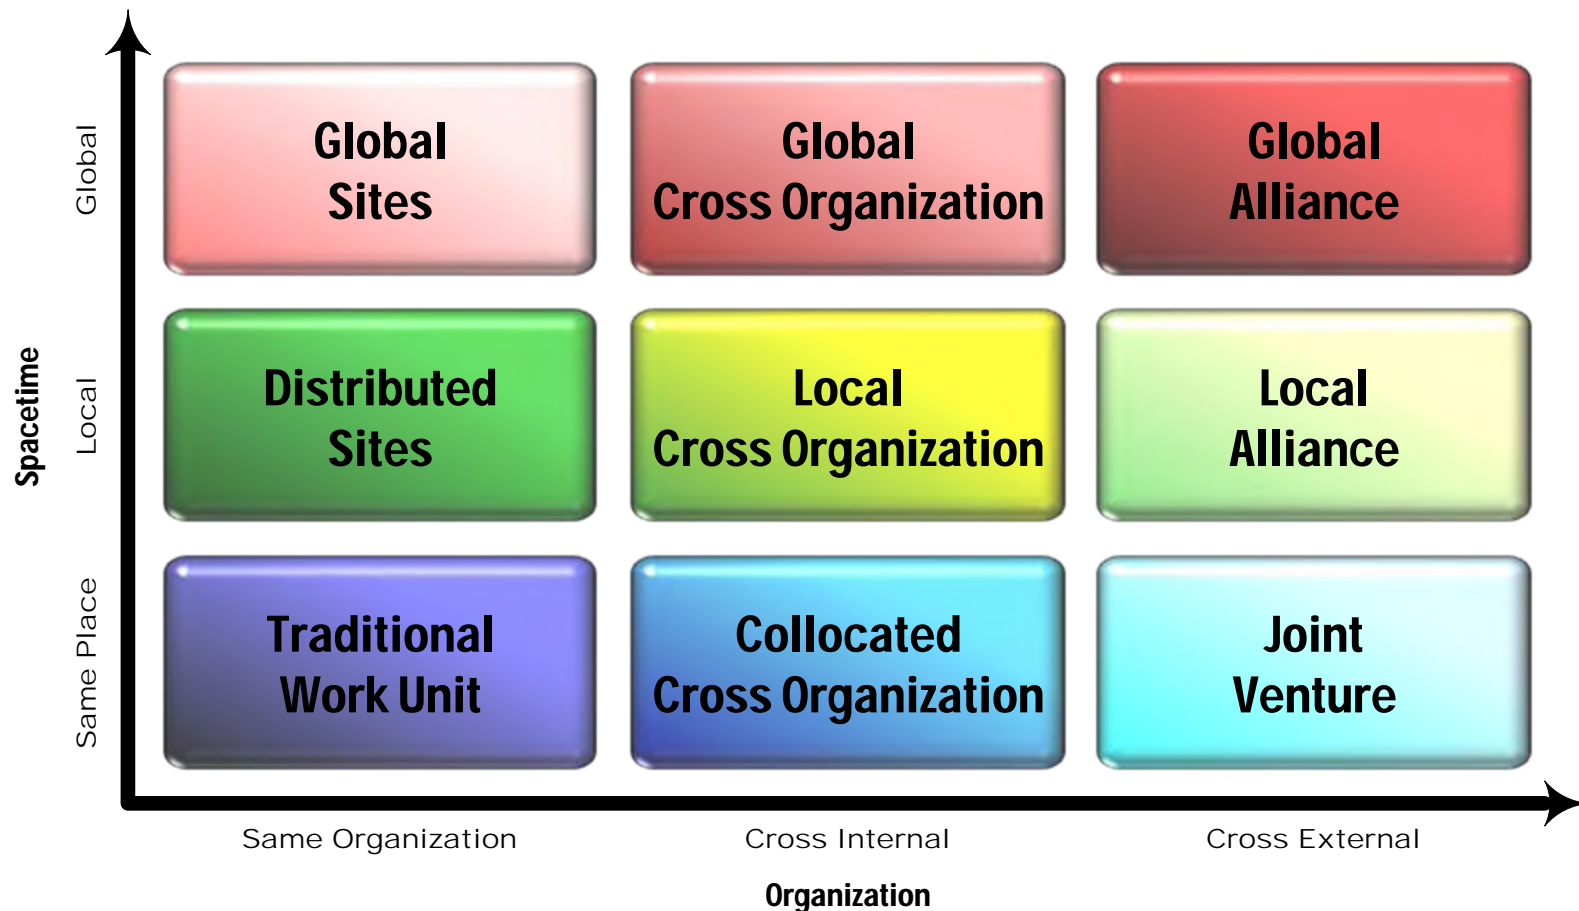 Global
Sites
Global
Cross Organization
Global
Alliance
Distributed
Sites
Local
Cross Organization
Local
Alliance
Traditional
Work Unit
Collocated
Cross Organization
Joint
Venture
Spacetime
Global
Local
Same Place
Same Organization
Cross Internal
Cross External
Organization